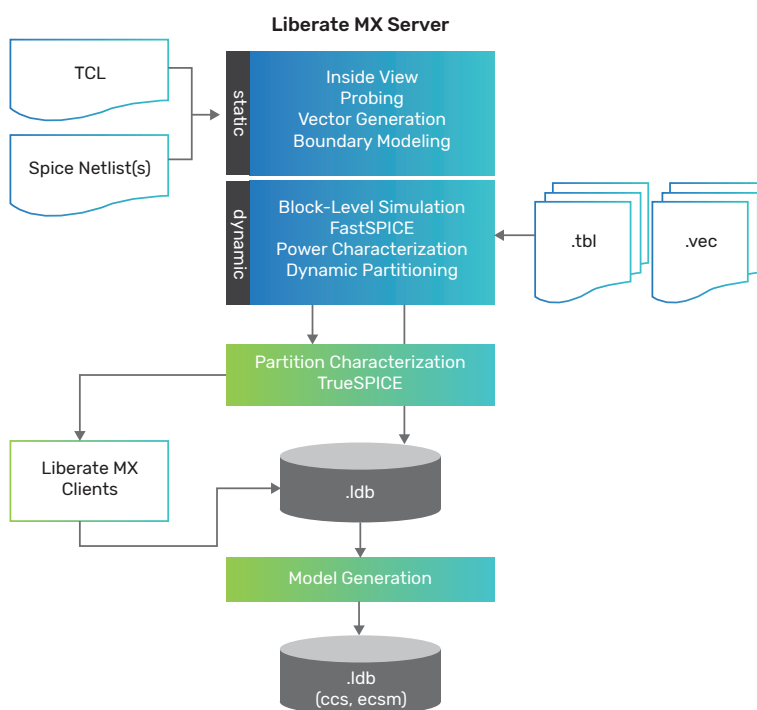 Liberate MX Server
TCL
Spice Netlist(s)
static
Inside View
Probing
Vector Generation
Boundary Modeling
dynamic
Block-Level Simulation
FastSPICE
Power Characterization
Dynamic Partitioning
.tbl
.vec
Partition Characterization
TrueSPICE
Liberate MX
Clients
.ldb
Model Generation
.ldb
(ccs, ecsm)